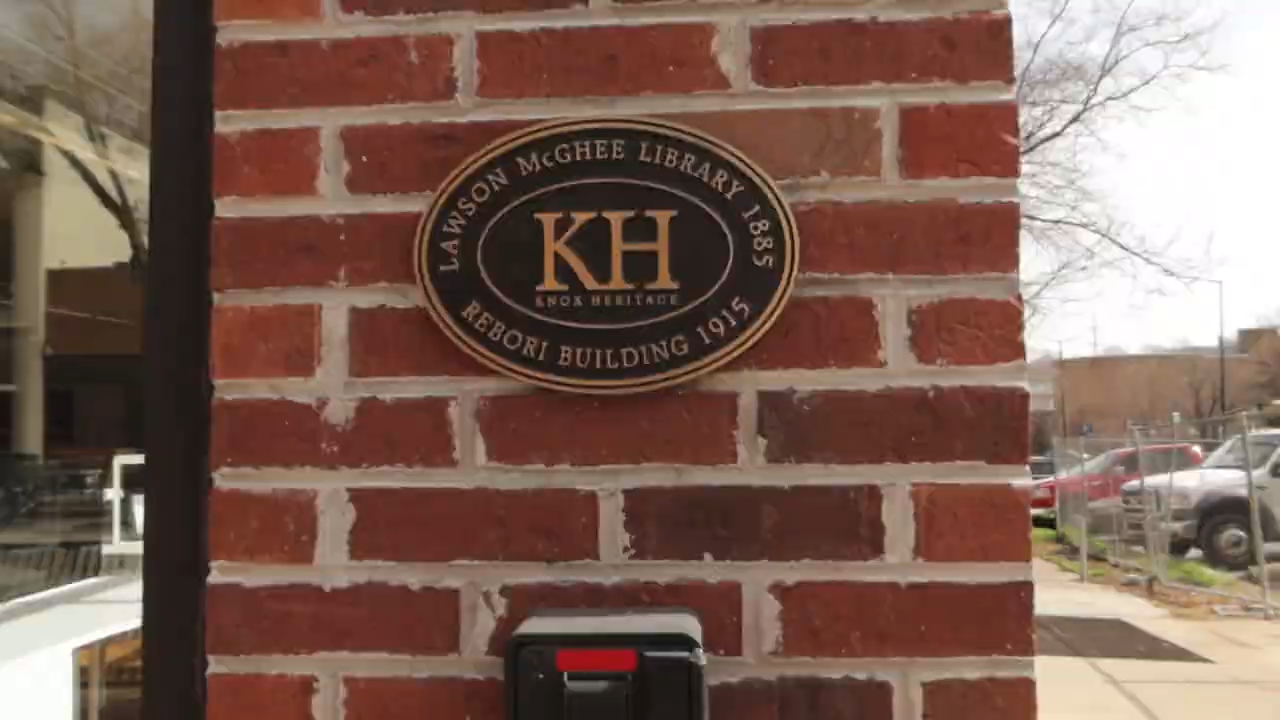 LAWSON McGHEE LIBRARY 1885
KH
KNOX HERITAGE
REBORI BUILDING 1915